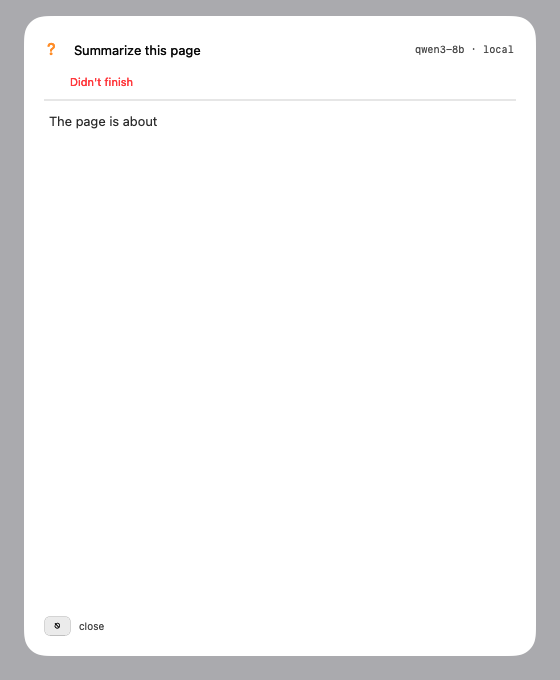 ? Summarize this page qwen3-8b · local
Didn't finish
The page is about
close